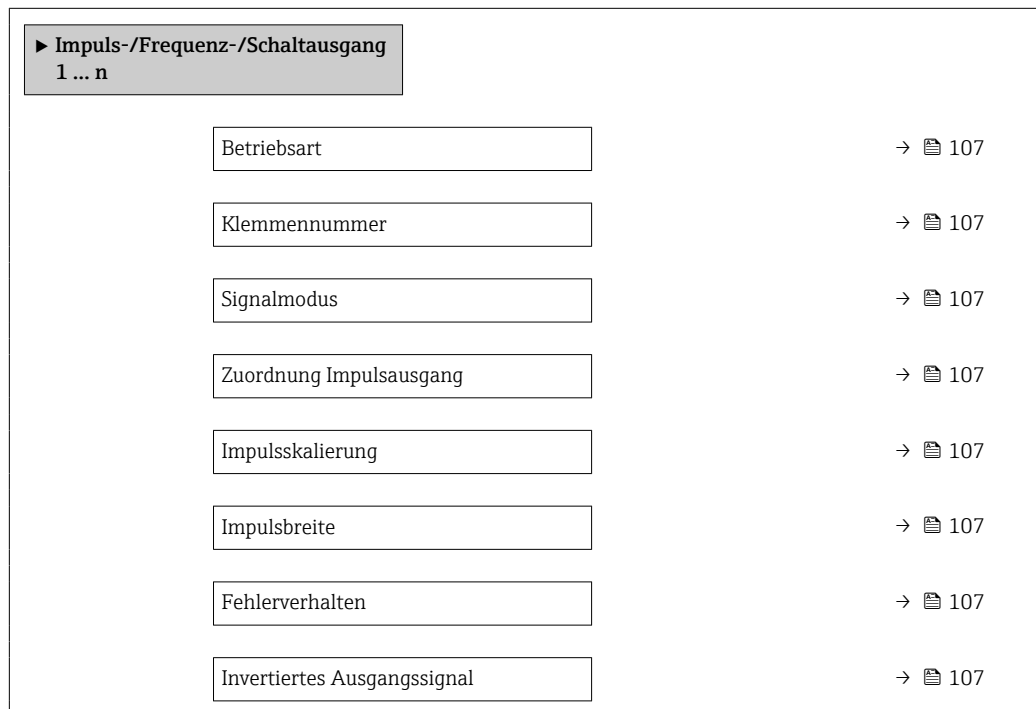 ► Impuls-/Frequenz-/Schaltausgang
1 ... n
Betriebsart → 107
Klemmennummer → 107
Signalmodus → 107
Zuordnung Impulsausgang → 107
Impulsskalierung → 107
Impulsbreite → 107
Fehlerverhalten → 107
Invertiertes Ausgangssignal → 107